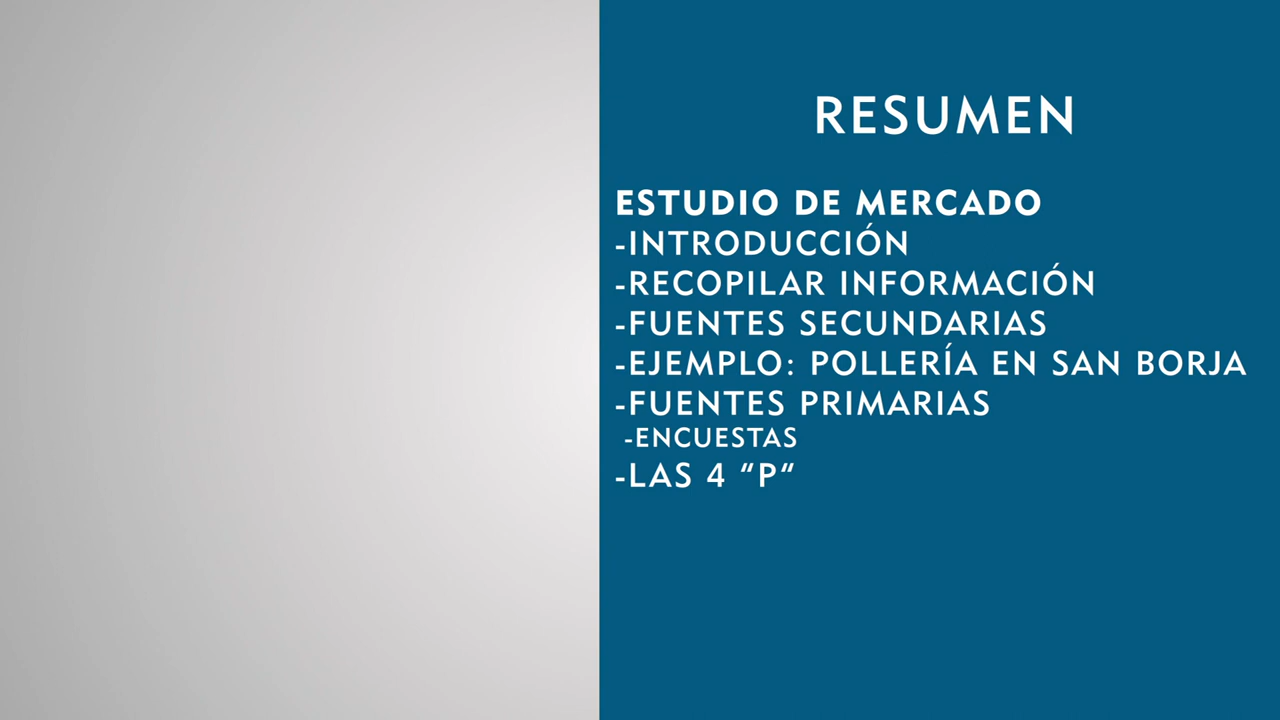 RESUMEN
ESTUDIO DE MERCADO
-INTRODUCCIÓN
-RECOPILAR INFORMACIÓN
-FUENTES SECUNDARIAS
-EJEMPLO: POLLERÍA EN SAN BORJA
-FUENTES PRIMARIAS
-ENCUESTAS
-LAS 4 “P“